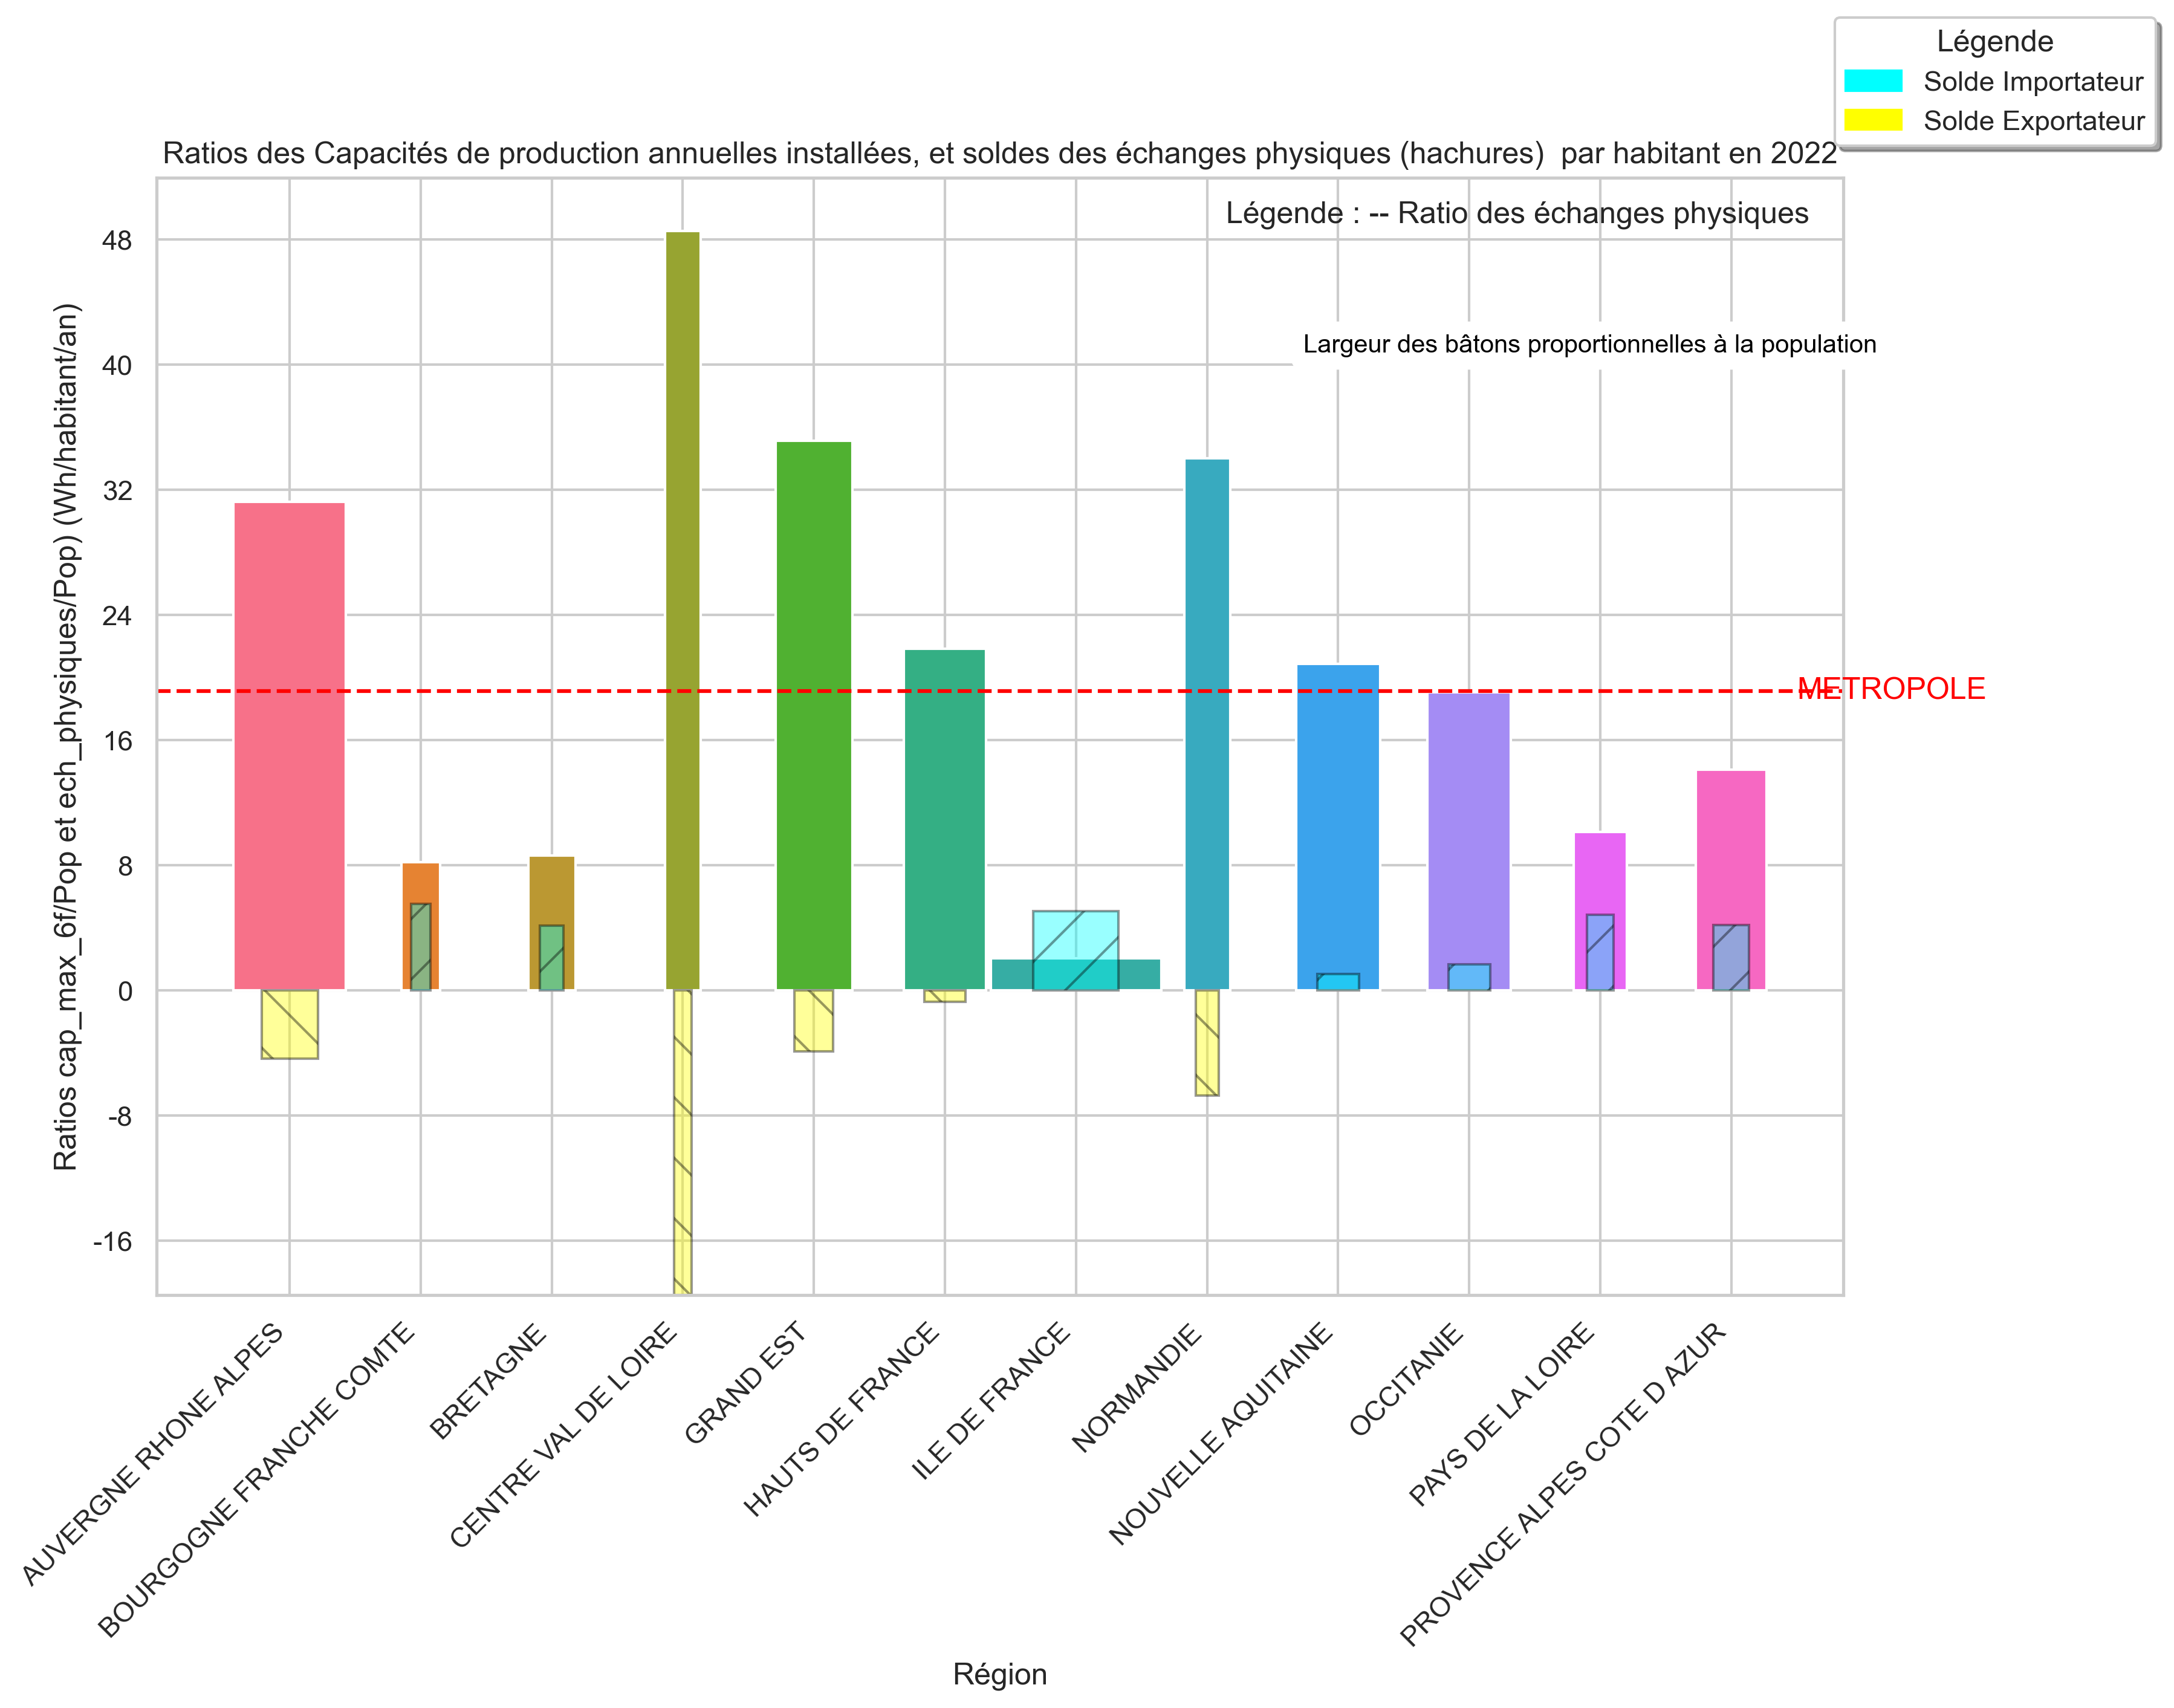 Légende
Solde Importateur
Solde Exportateur
Ratios des Capacités de production annuelles installées, et soldes des échanges physiques (hachures)  par habitant en 2022
Légende : -- Ratio des échanges physiques
Largeur des bâtons proportionnelles à la population
METROPOLE
Ratios cap_max_6f/Pop et ech_physiques/Pop) (Wh/habitant/an)
48
40
32
24
16
8
0
-8
-16
AUVERGNE RHONE ALPES
BOURGOGNE FRANCHE COMTE
BRETAGNE
CENTRE VAL DE LOIRE
GRAND EST
HAUTS DE FRANCE
ILE DE FRANCE
NORMANDIE
NOUVELLE AQUITAINE
OCCITANIE
PAYS DE LA LOIRE
PROVENCE ALPES COTE D AZUR
Région